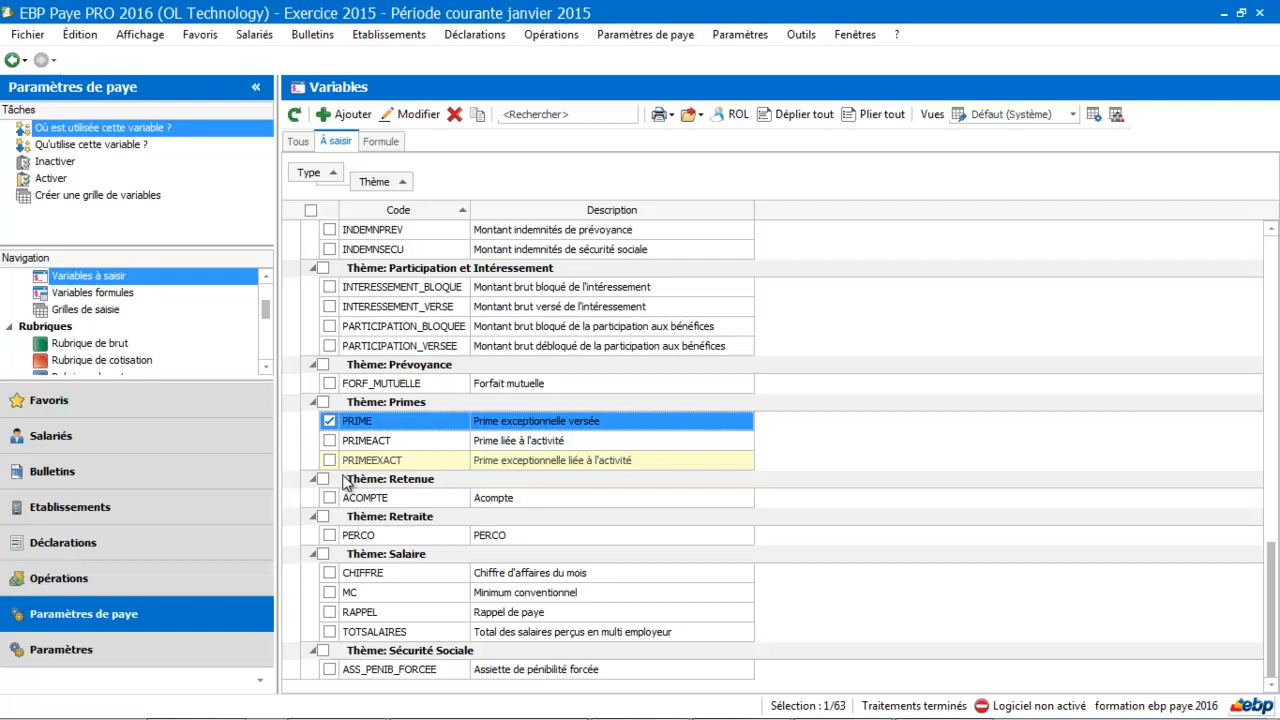 EBP Paye PRO 2016 (OL Technology) - Exercice 2015 - Période courante janvier 2015
Fichier Édition Affichage Favoris Salariés Bulletins Etablissements Déclarations Opérations Paramètres de paye Paramètres Outils Fenêtres ?
Paramètres de paye «
Tâches
Où est utilisée cette variable ?
Qu'utilise cette variable ?
Inactiver
Activer
Créer une grille de variables
Navigation
Variables à saisir
Variables formules
Grilles de saisie
Rubriques
Rubrique de brut
Rubrique de cotisation
Favoris
Salariés
Bulletins
Etablissements
Déclarations
Opérations
Paramètres de paye
Paramètres
Variables
Ajouter Modifier <Rechercher> ROL Déplier tout Plier tout Vues Défaut (Système)
Tous À saisir Formule
Type
Thème
Code Description
INDEMNPREV Montant indemnités de prévoyance
INDEMNSECU Montant indemnités de sécurité sociale
Thème: Participation et Intéressement
INTERESSEMENT_BLOQUE Montant brut bloqué de l'intéressement
INTERESSEMENT_VERSE Montant brut versé de l'intéressement
PARTICIPATION_BLOQUEE Montant brut bloqué de la participation aux bénéfices
PARTICIPATION_VERSEE Montant brut débloqué de la participation aux bénéfices
Thème: Prévoyance
FORF_MUTUELLE Forfait mutuelle
Thème: Primes
PRIME Prime exceptionnelle versée
PRIMEACT Prime liée à l'activité
PRIMEEXACT Prime exceptionnelle liée à l'activité
Thème: Retenue
ACOMPTE Acompte
Thème: Retraite
PERCO PERCO
Thème: Salaire
CHIFFRE Chiffre d'affaires du mois
MC Minimum conventionnel
RAPPEL Rappel de paye
TOTSALAIRES Total des salaires perçus en multi employeur
Thème: Sécurité Sociale
ASS_PENIB_FORCEE Assiette de pénibilité forcée
Sélection : 1/63 Traitements terminés Logiciel non activé formation ebp paye 2016 ebp